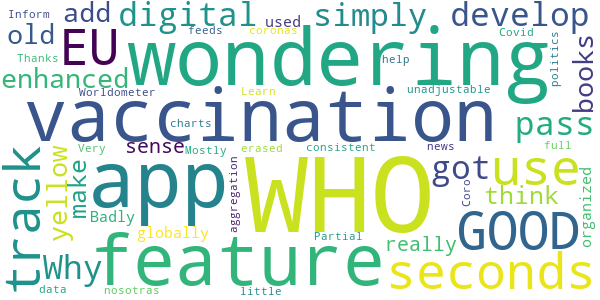 Inform add digital used coronas simply Covid develop
old EU feeds wondering help politics books
Thanks
enhanced Worldometer Learn unadjustable
vaccination charts pass
sense Mostly Very erased consistent news full
track yellow make app aggregation WHO got Coro use organized
Badly think
Why globally feature Partial really GOOD
data nosotras little seconds